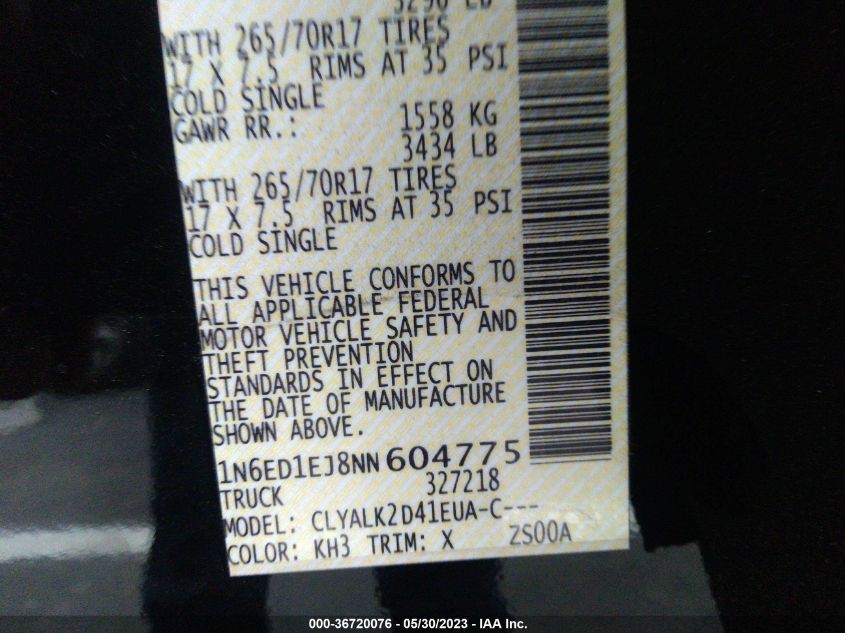 3290 LB
WITH 265/70R17 TIRES
17 X 7.5 RIMS AT 35 PSI
COLD SINGLE
GAWR RR.: 1558 KG
3434 LB
WITH 265/70R17 TIRES
17 X 7.5 RIMS AT 35 PSI
COLD SINGLE
THIS VEHICLE CONFORMS TO
ALL APPLICABLE FEDERAL
MOTOR VEHICLE SAFETY AND
THEFT PREVENTION
STANDARDS IN EFFECT ON
THE DATE OF MANUFACTURE
SHOWN ABOVE.
1N6ED1EJ8NN604775
TRUCK 327218
MODEL: CLYALK2D41EUA-C---
COLOR: KH3 TRIM: X ZS00A
000-36720076 - 05/30/2023 - IAA Inc.